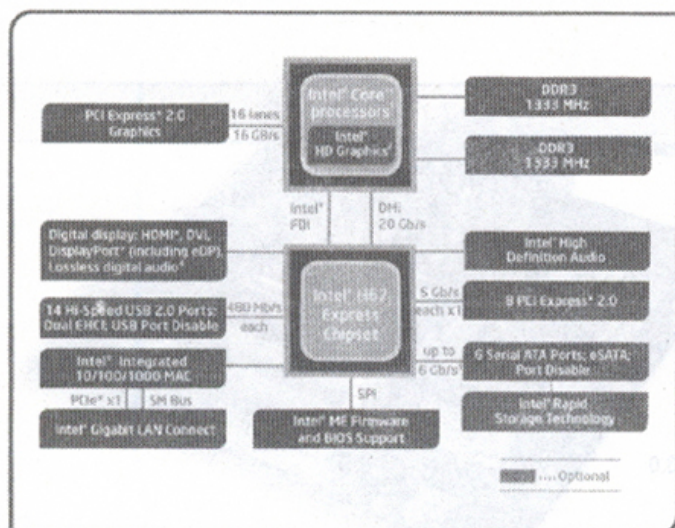 Intel® Core™
processors
Intel®
HD Graphics
PCI Express* 2.0
Graphics
16 lanes
16 GB/s
DDR3
1333 MHz
DDR3
1333 MHz
Intel®
FDI
DMI
20 Gb/s
Digital display: HDMI*, DVI,
DisplayPort* (including eDP),
Lossless digital audio*
Intel® High
Definition Audio
Intel® H67
Express
Chipset
14 Hi-Speed USB 2.0 Ports;
Dual EHCI; USB Port Disable
480 Mb/s
each
5 Gb/s
each x1
8 PCI Express* 2.0
Intel® Integrated
10/100/1000 MAC
up to
6 Gb/s
6 Serial ATA Ports; eSATA;
Port Disable
PCIe* x1
SM Bus
SPI
Intel® Gigabit LAN Connect
Intel® ME Firmware
and BIOS Support
Intel® Rapid
Storage Technology
.... Optional